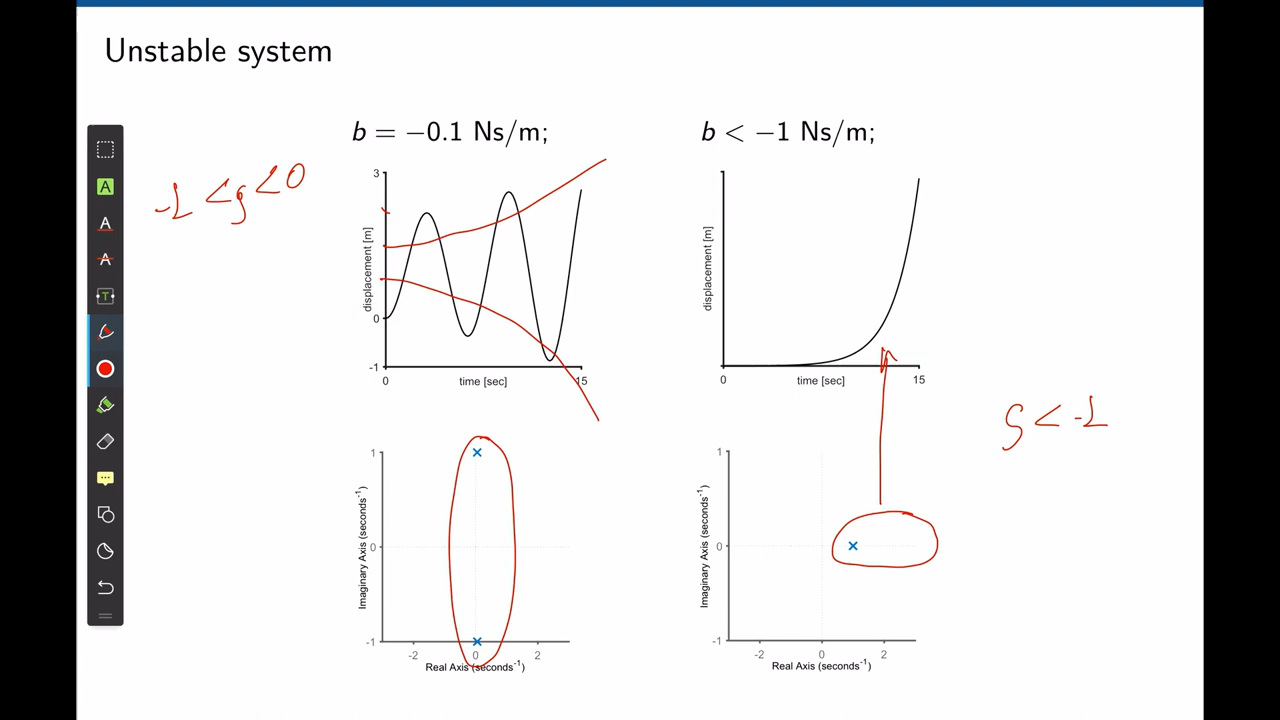 Unstable system
b = −0.1 Ns/m;
b < −1 Ns/m;
-1 < ζ < 0
3
0
-1
displacement [m]
0
time [sec]
15
displacement [m]
0
time [sec]
15
ζ < -1
1
0
-1
Imaginary Axis (seconds⁻¹)
-2
0
2
Real Axis (seconds⁻¹)
1
0
-1
Imaginary Axis (seconds⁻¹)
-2
0
2
Real Axis (seconds⁻¹)
A
A
A
T